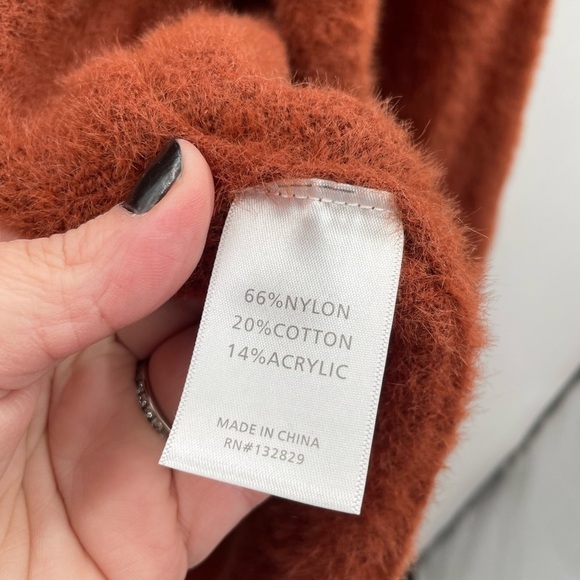 66%NYLON
20%COTTON
14%ACRYLIC
MADE IN CHINA
RN#132829